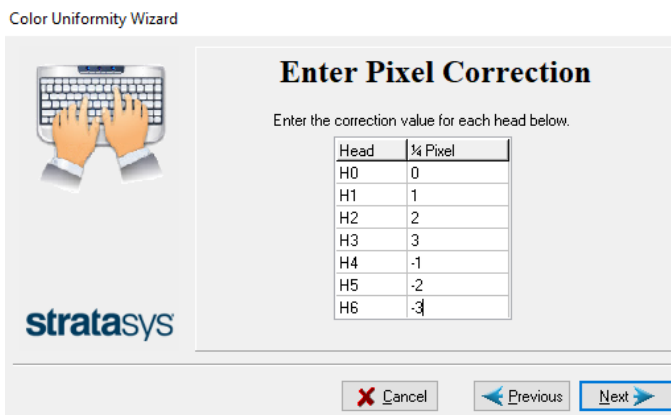 Color Uniformity Wizard
Enter Pixel Correction
Enter the correction value for each head below.
Head ¼ Pixel
H0 0
H1 1
H2 2
H3 3
H4 -1
H5 -2
H6 -3
stratasys
Cancel Previous Next